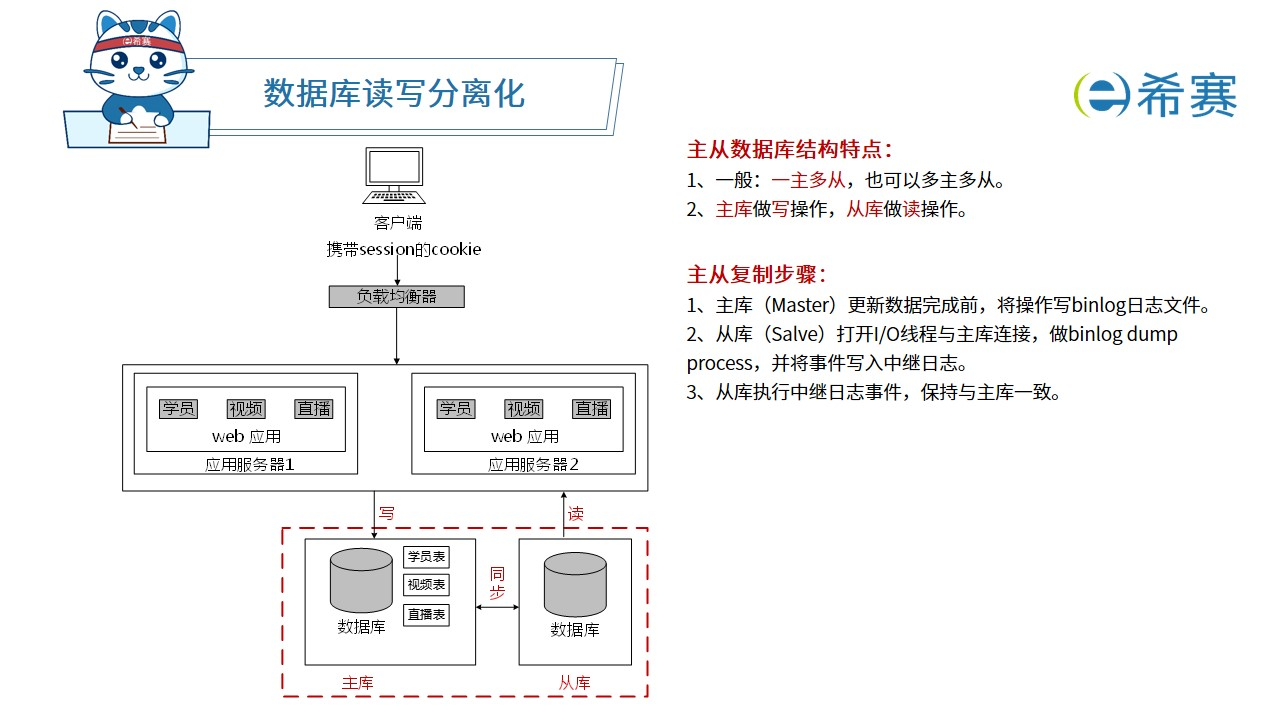 希赛
数据库读写分离化
希赛
客户端
携带session的cookie
负载均衡器
学员
视频
直播
web 应用
应用服务器1
学员
视频
直播
web 应用
应用服务器2
写
读
学员表
视频表
直播表
数据库
同
步
数据库
主库
从库
主从数据库结构特点：
1、一般：一主多从，也可以多主多从。
2、主库做写操作，从库做读操作。
主从复制步骤：
1、主库（Master）更新数据完成前，将操作写binlog日志文件。
2、从库（Salve）打开I/O线程与主库连接，做binlog dump
process，并将事件写入中继日志。
3、从库执行中继日志事件，保持与主库一致。